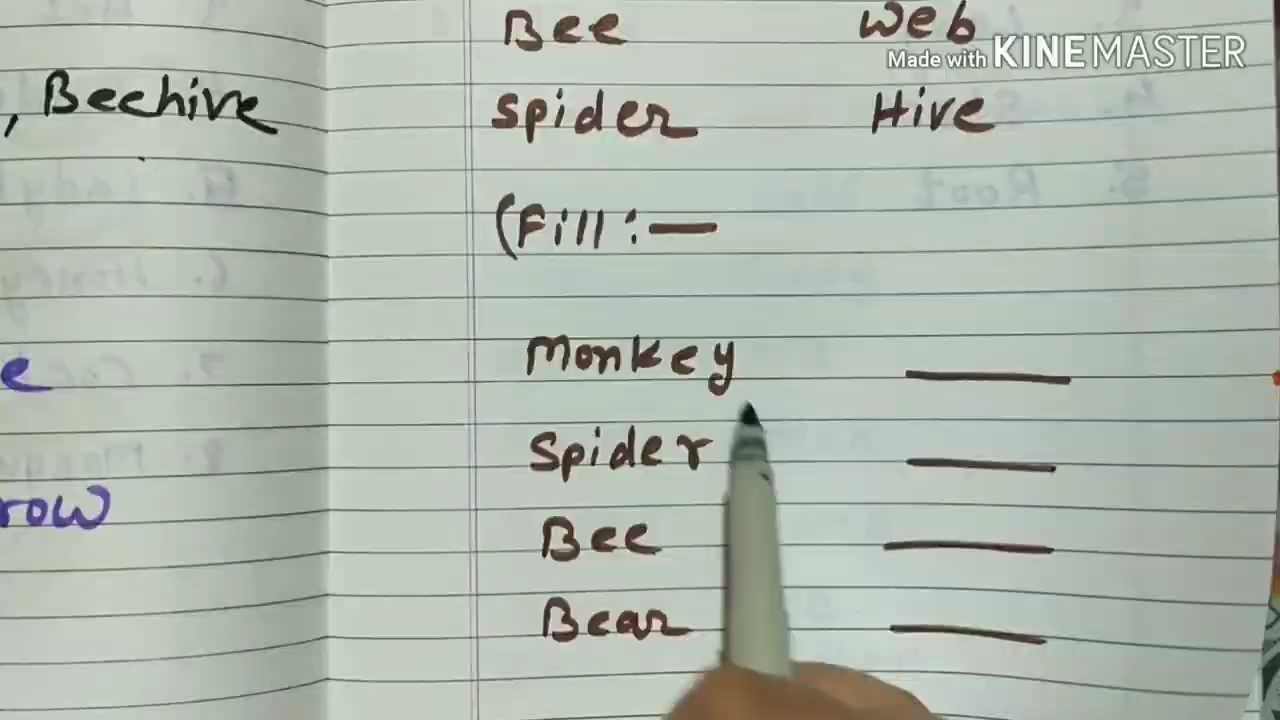 Bee Web
Made with KINEMASTER
, Beehive
Spider Hive
(Fill :—
Monkey
e
Spider
row
Bee
Bear